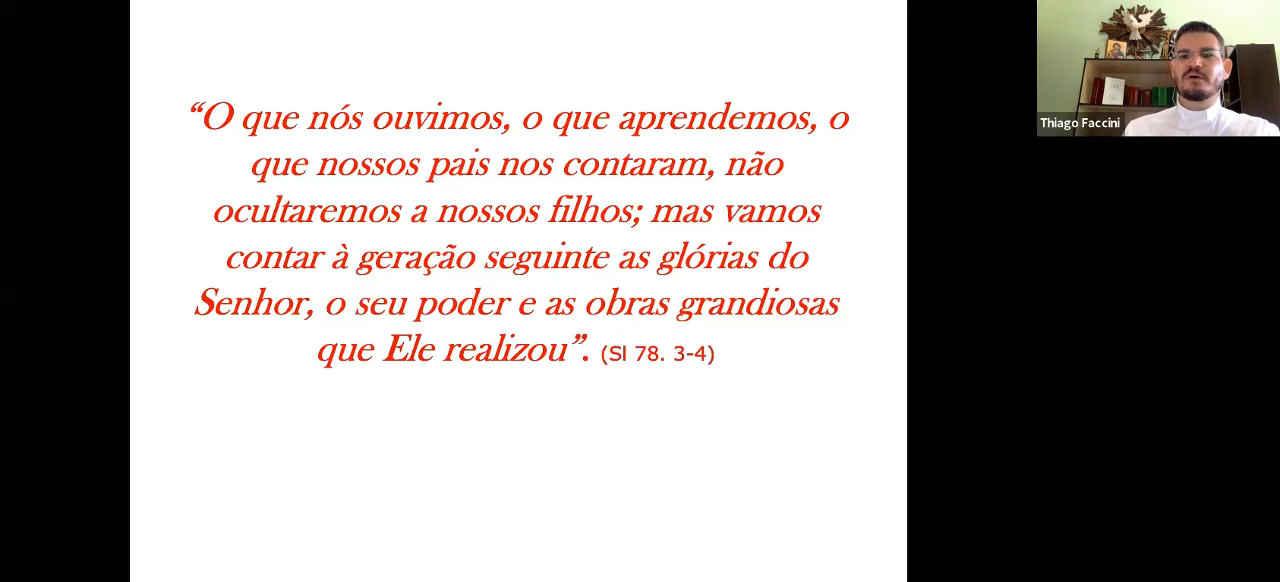 “O que nós ouvimos, o que aprendemos, o
que nossos pais nos contaram, não
ocultaremos a nossos filhos; mas vamos
contar à geração seguinte as glórias do
Senhor, o seu poder e as obras grandiosas
que Ele realizou”. (Sl 78. 3-4)
Thiago Faccini